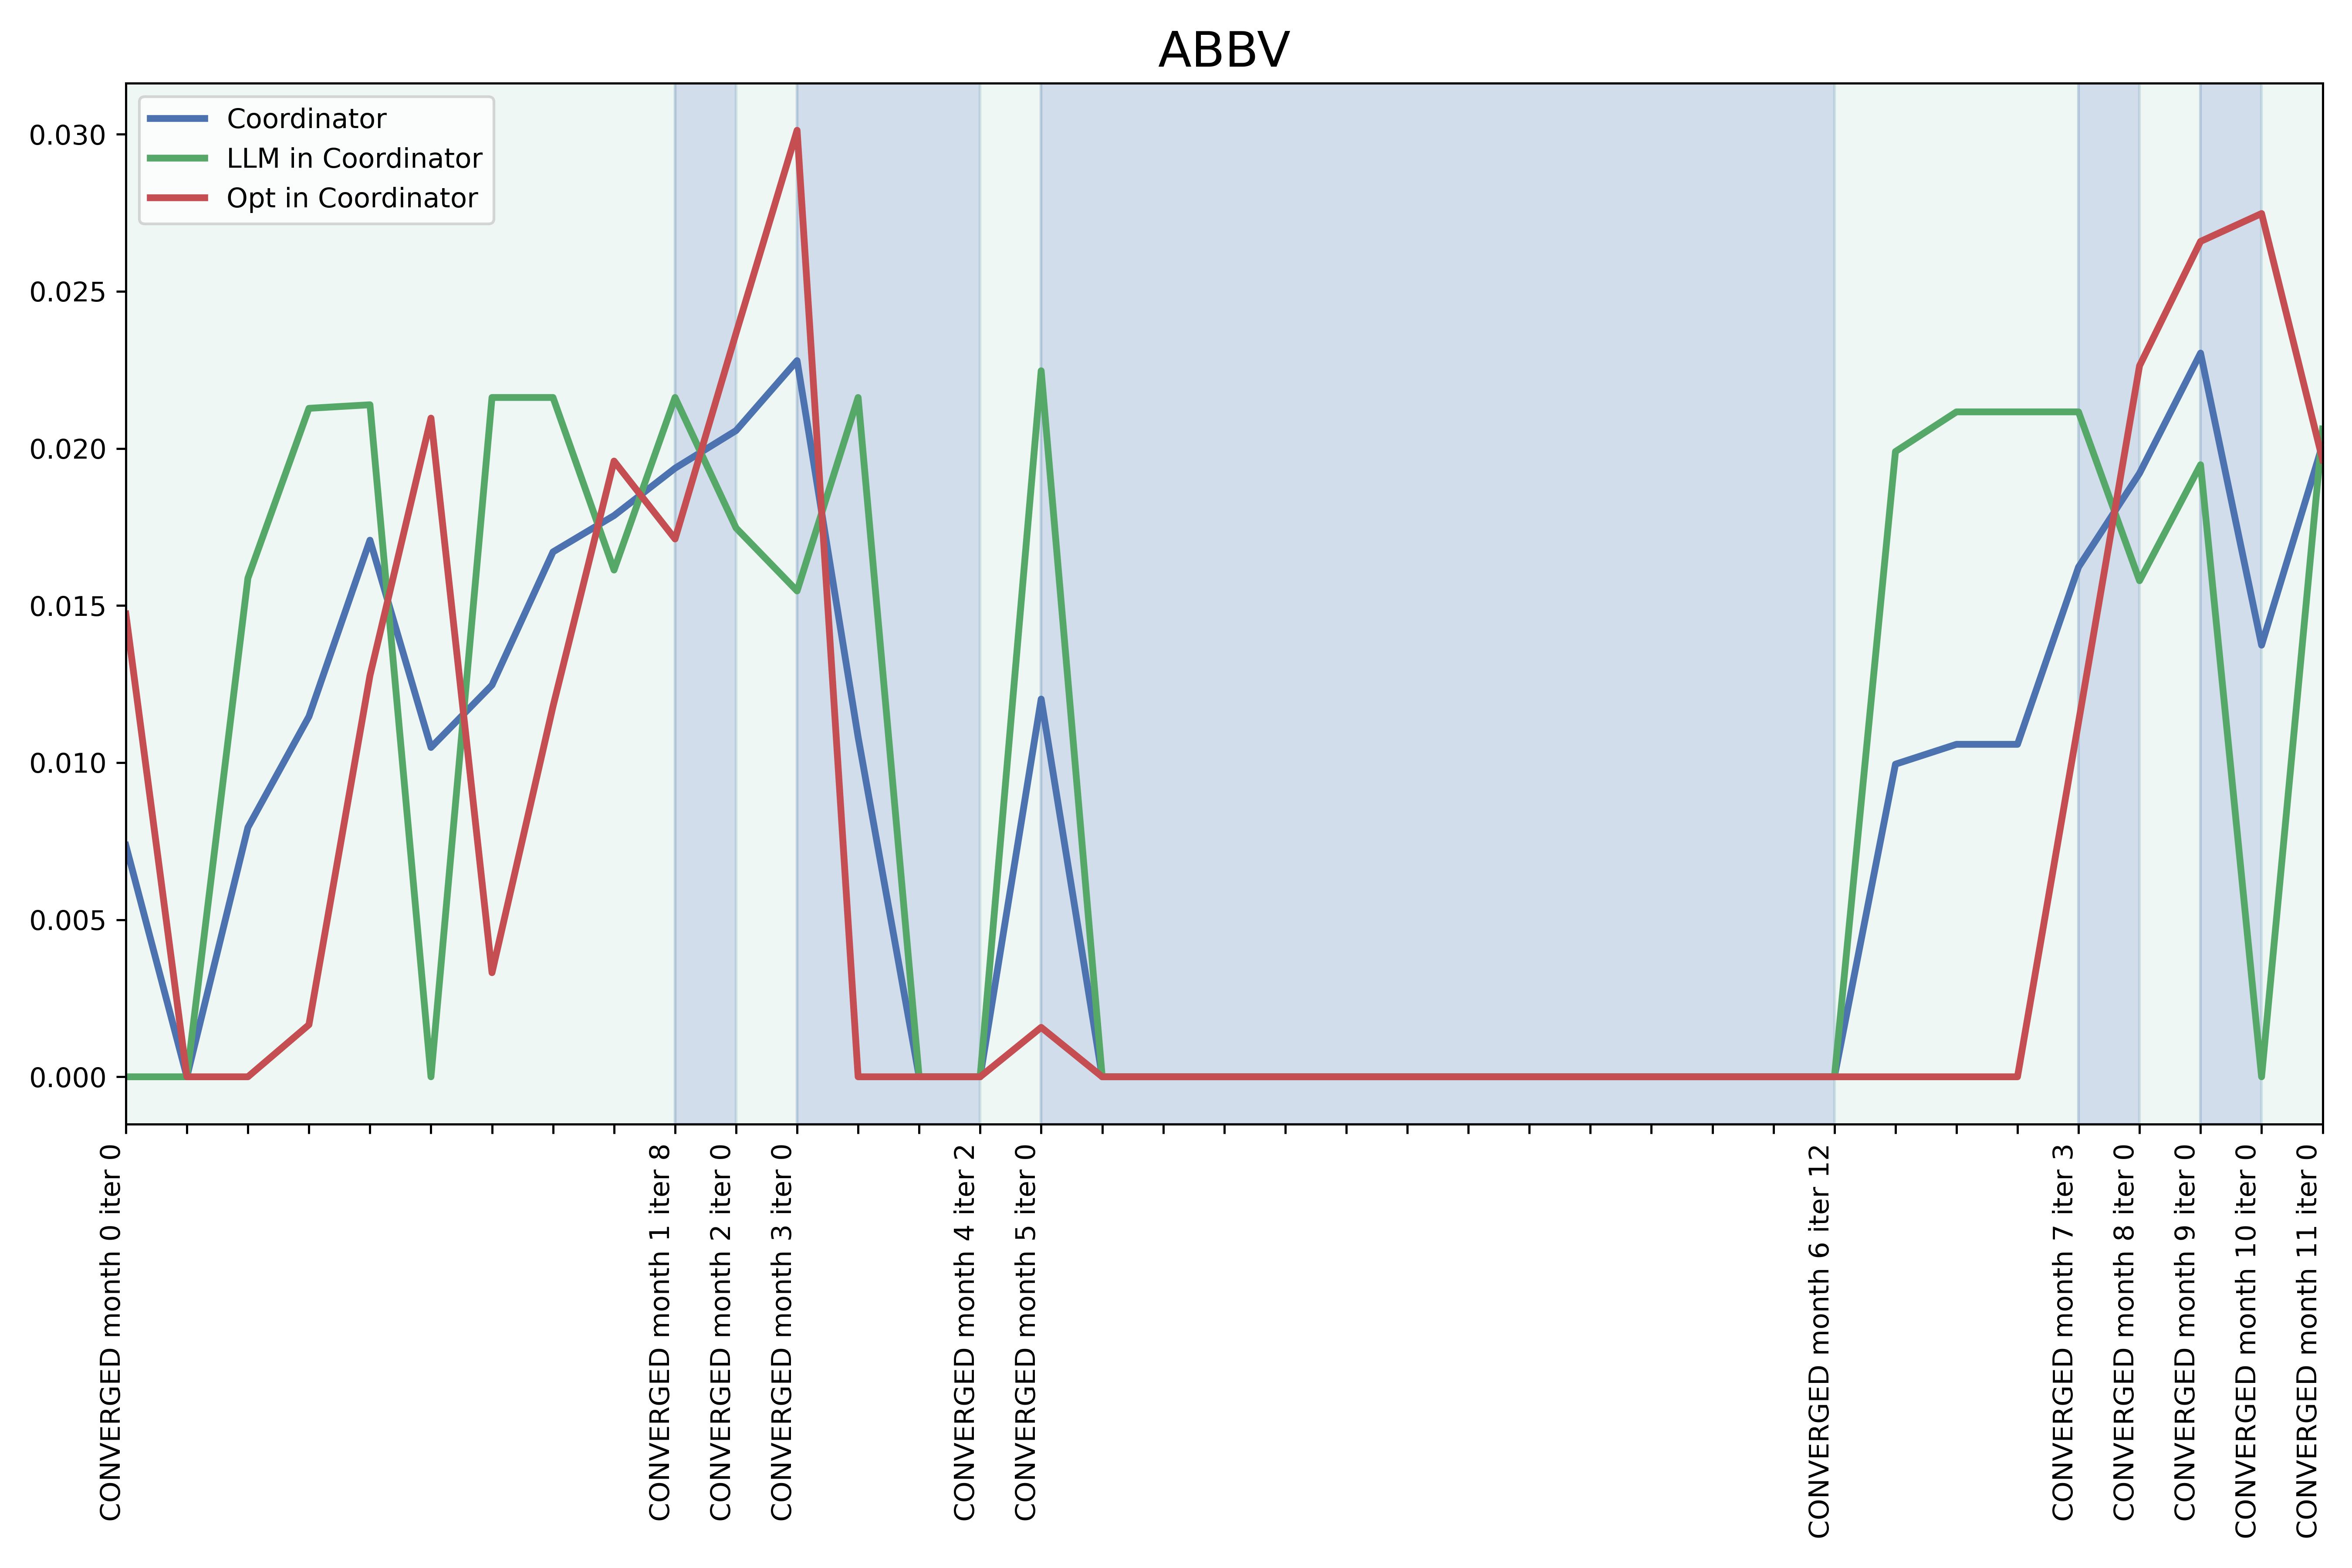 ABBV
Coordinator
LLM in Coordinator
Opt in Coordinator
0.030
0.025
0.020
0.015
0.010
0.005
0.000
CONVERGED month 0 iter 0
CONVERGED month 1 iter 8
CONVERGED month 2 iter 0
CONVERGED month 3 iter 0
CONVERGED month 4 iter 2
CONVERGED month 5 iter 0
CONVERGED month 6 iter 12
CONVERGED month 7 iter 3
CONVERGED month 8 iter 0
CONVERGED month 9 iter 0
CONVERGED month 10 iter 0
CONVERGED month 11 iter 0